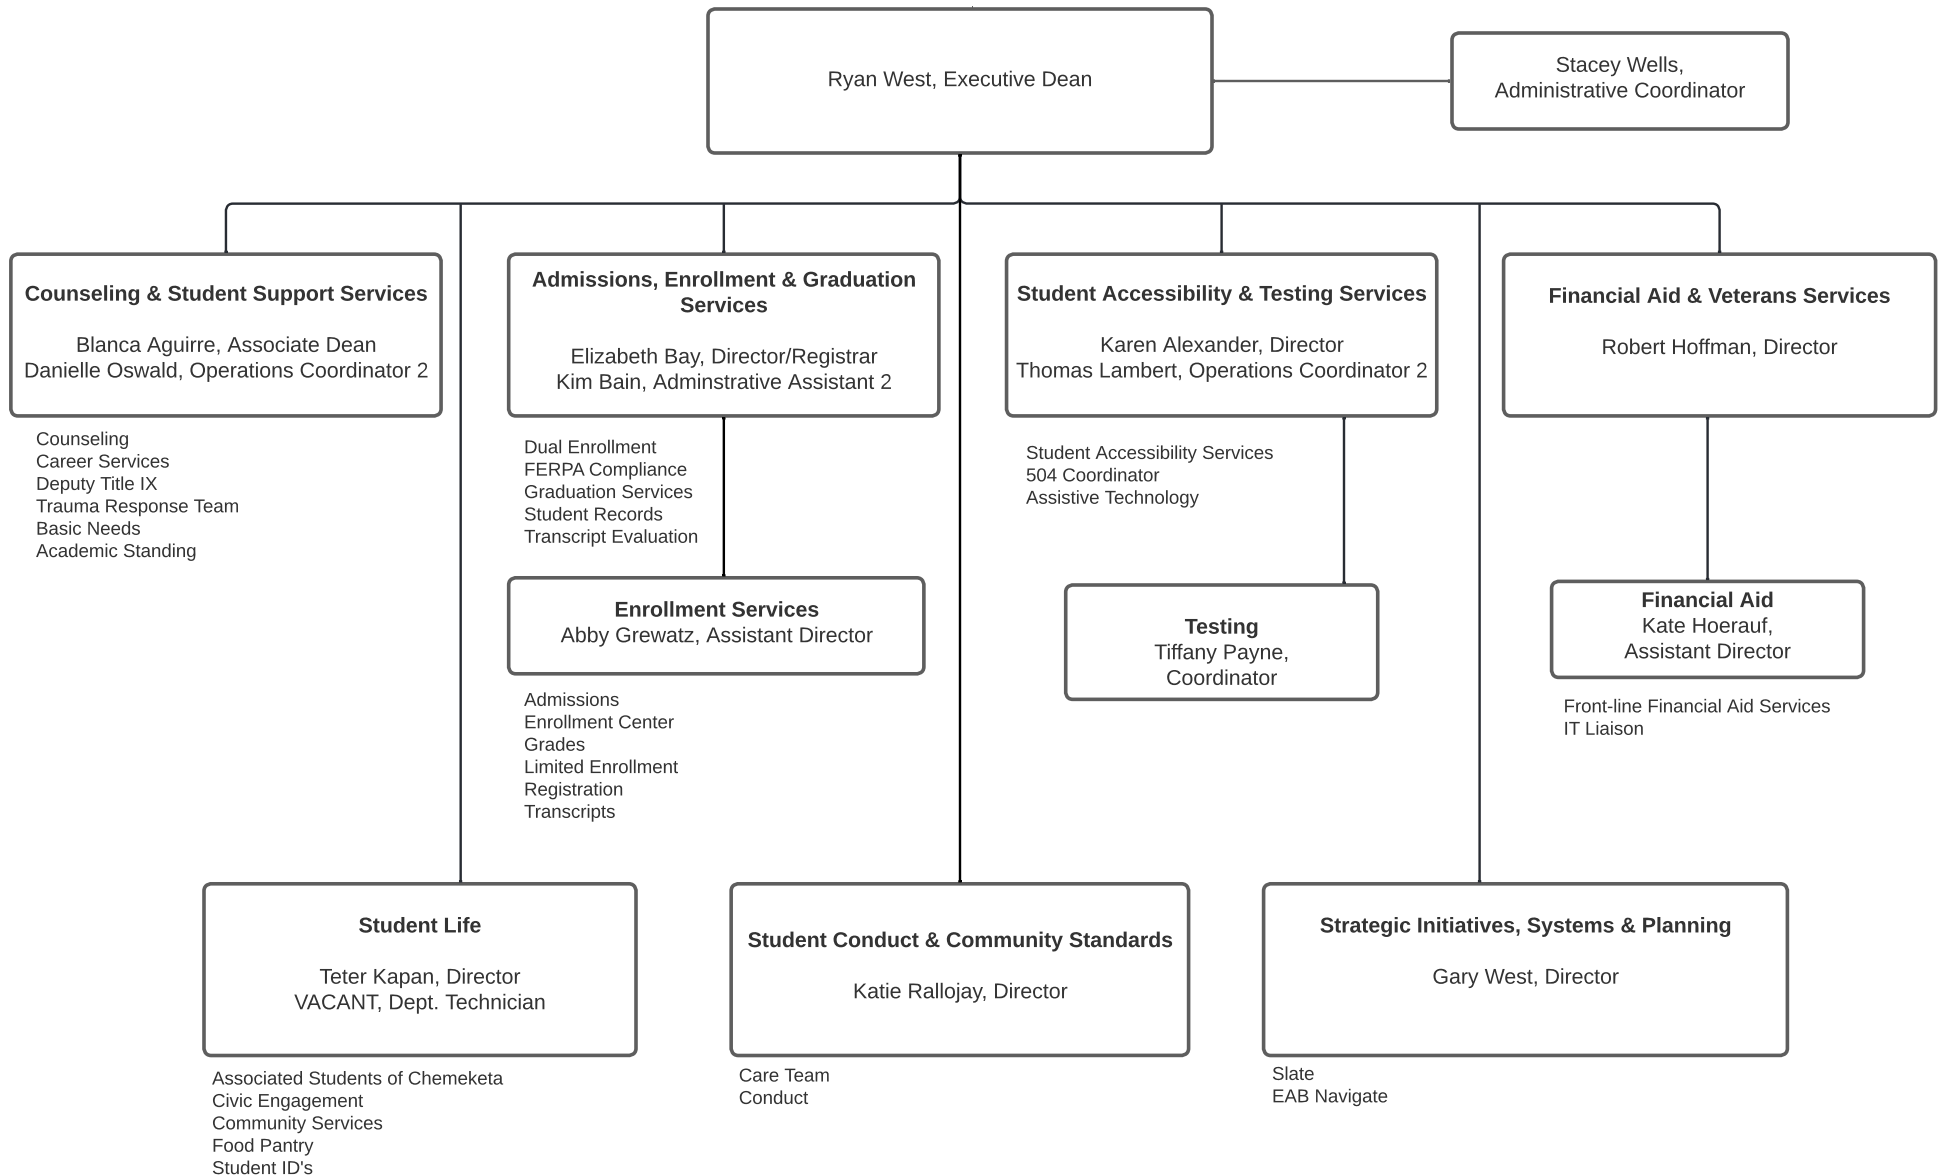 Ryan West, Executive Dean
Stacey Wells,
Administrative Coordinator
Counseling & Student Support Services
Blanca Aguirre, Associate Dean
Danielle Oswald, Operations Coordinator 2
Counseling
Career Services
Deputy Title IX
Trauma Response Team
Basic Needs
Academic Standing
Admissions, Enrollment & Graduation
Services
Elizabeth Bay, Director/Registrar
Kim Bain, Adminstrative Assistant 2
Dual Enrollment
FERPA Compliance
Graduation Services
Student Records
Transcript Evaluation
Enrollment Services
Abby Grewatz, Assistant Director
Admissions
Enrollment Center
Grades
Limited Enrollment
Registration
Transcripts
Student Accessibility & Testing Services
Karen Alexander, Director
Thomas Lambert, Operations Coordinator 2
Student Accessibility Services
504 Coordinator
Assistive Technology
Testing
Tiffany Payne,
Coordinator
Financial Aid & Veterans Services
Robert Hoffman, Director
Financial Aid
Kate Hoerauf,
Assistant Director
Front-line Financial Aid Services
IT Liaison
Student Life
Teter Kapan, Director
VACANT, Dept. Technician
Associated Students of Chemeketa
Civic Engagement
Community Services
Food Pantry
Student ID's
Student Conduct & Community Standards
Katie Rallojay, Director
Care Team
Conduct
Strategic Initiatives, Systems & Planning
Gary West, Director
Slate
EAB Navigate